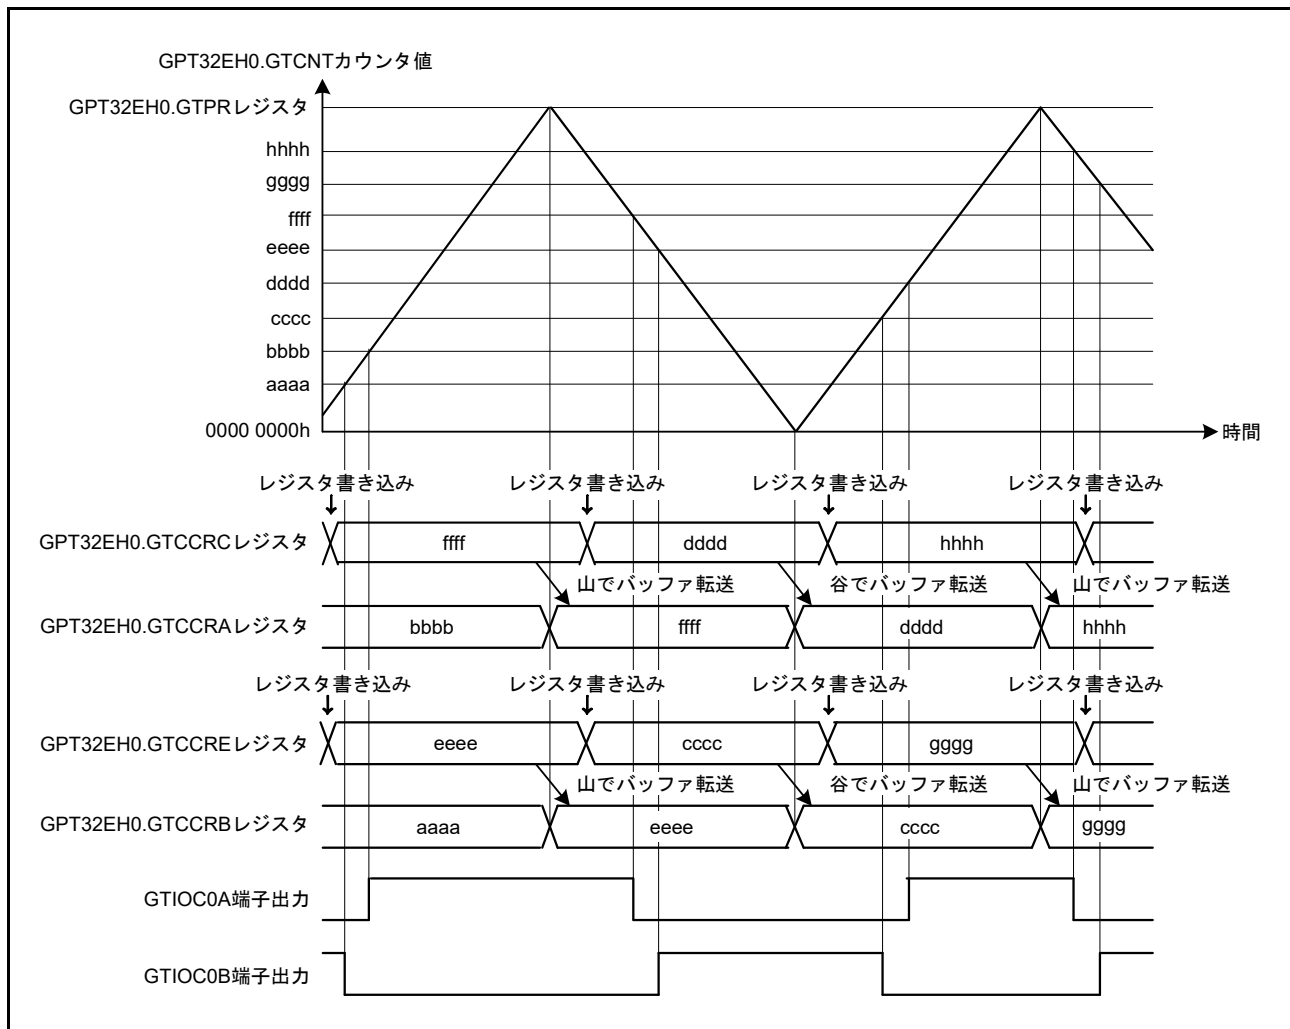 GPT32EH0.GTCNTカウンタ値
GPT32EH0.GTPRレジスタ
hhhh
gggg
ffff
eeee
dddd
cccc
bbbb
aaaa
0000 0000h
時間
レジスタ書き込み レジスタ書き込み レジスタ書き込み レジスタ書き込み
GPT32EH0.GTCCRCレジスタ ffff dddd hhhh
山でバッファ転送 谷でバッファ転送 山でバッファ転送
GPT32EH0.GTCCRAレジスタ bbbb ffff dddd hhhh
レジスタ書き込み レジスタ書き込み レジスタ書き込み レジスタ書き込み
GPT32EH0.GTCCREレジスタ eeee cccc gggg
山でバッファ転送 谷でバッファ転送 山でバッファ転送
GPT32EH0.GTCCRBレジスタ aaaa eeee cccc gggg
GTIOC0A端子出力
GTIOC0B端子出力